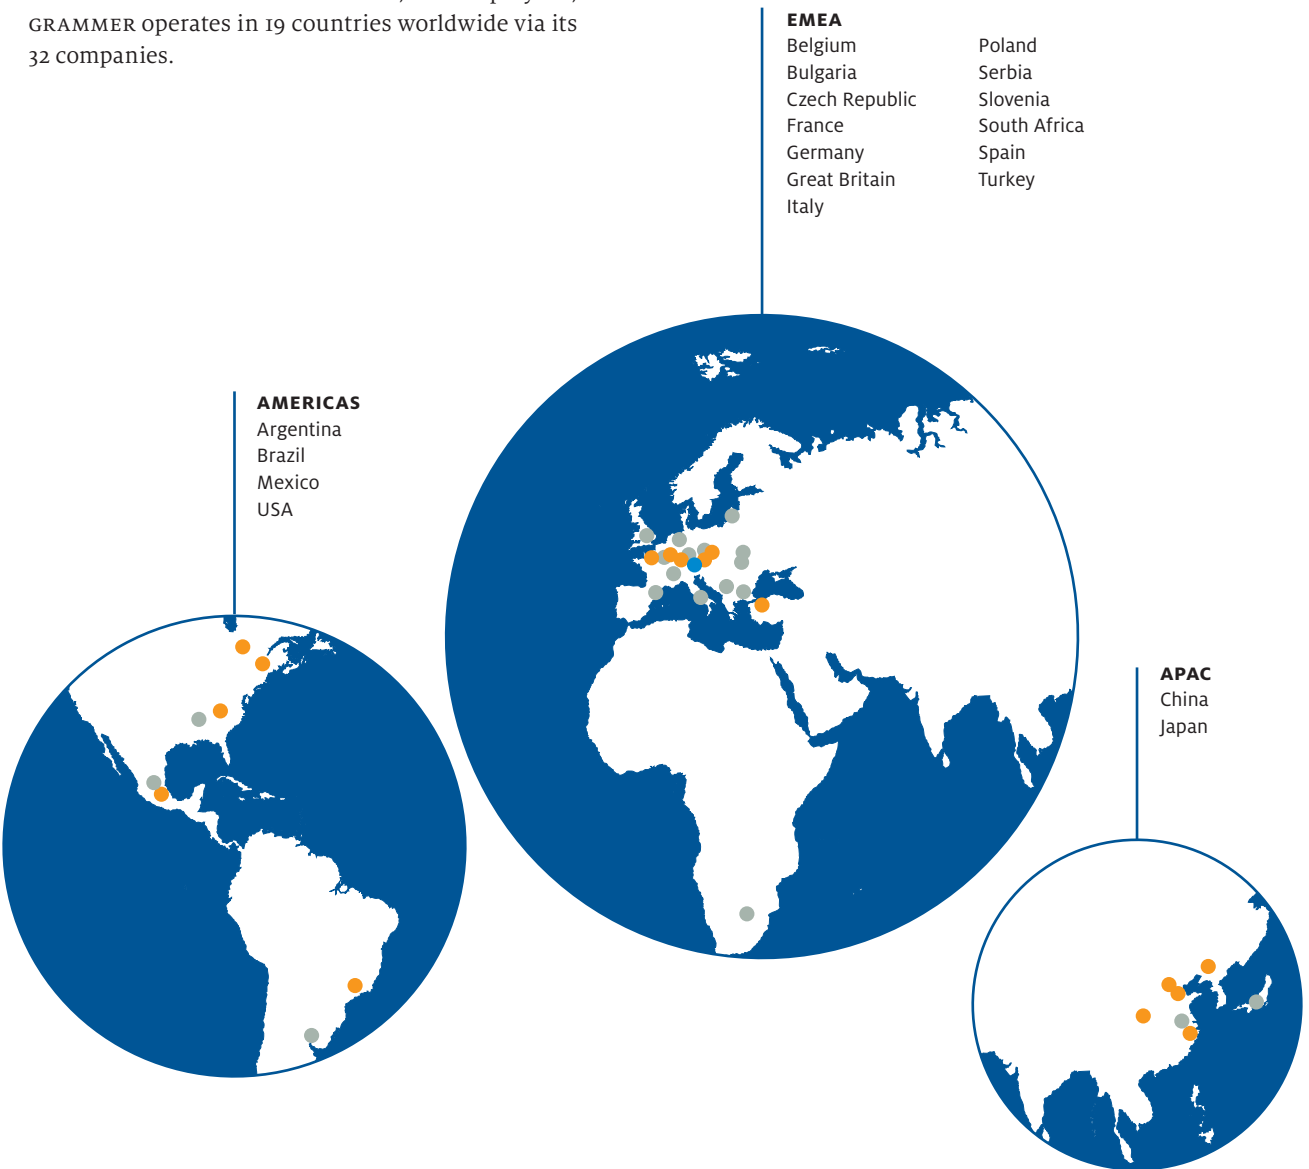 GRAMMER operates in 19 countries worldwide via its
32 companies.
EMEA
Belgium
Bulgaria
Czech Republic
France
Germany
Great Britain
Italy
Poland
Serbia
Slovenia
South Africa
Spain
Turkey
AMERICAS
Argentina
Brazil
Mexico
USA
APAC
China
Japan